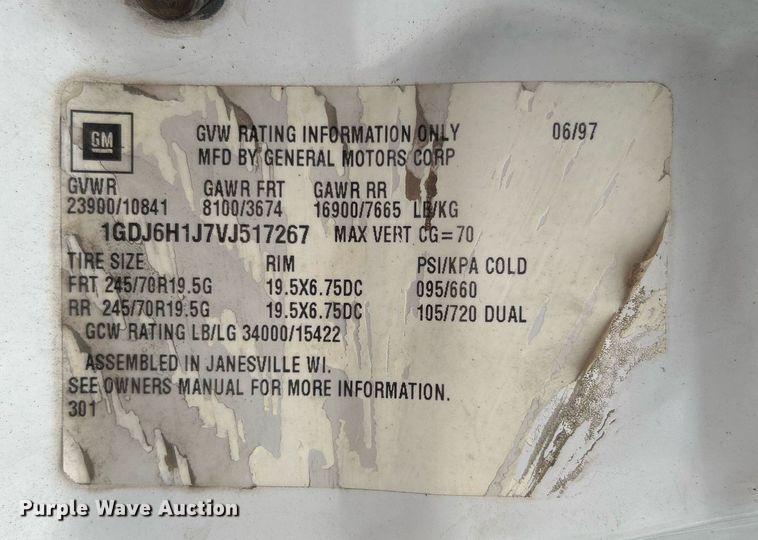 GM
GVW RATING INFORMATION ONLY 06/97
MFD BY GENERAL MOTORS CORP
GVWR GAWR FRT GAWR RR
23900/10841 8100/3674 16900/7665 LB/KG
1GDJ6H1J7VJ517267 MAX VERT CG=70
TIRE SIZE RIM PSI/KPA COLD
FRT 245/70R19.5G 19.5X6.75DC 095/660
RR 245/70R19.5G 19.5X6.75DC 105/720 DUAL
GCW RATING LB/LG 34000/15422
ASSEMBLED IN JANESVILLE WI.
SEE OWNERS MANUAL FOR MORE INFORMATION.
301
Purple Wave Auction